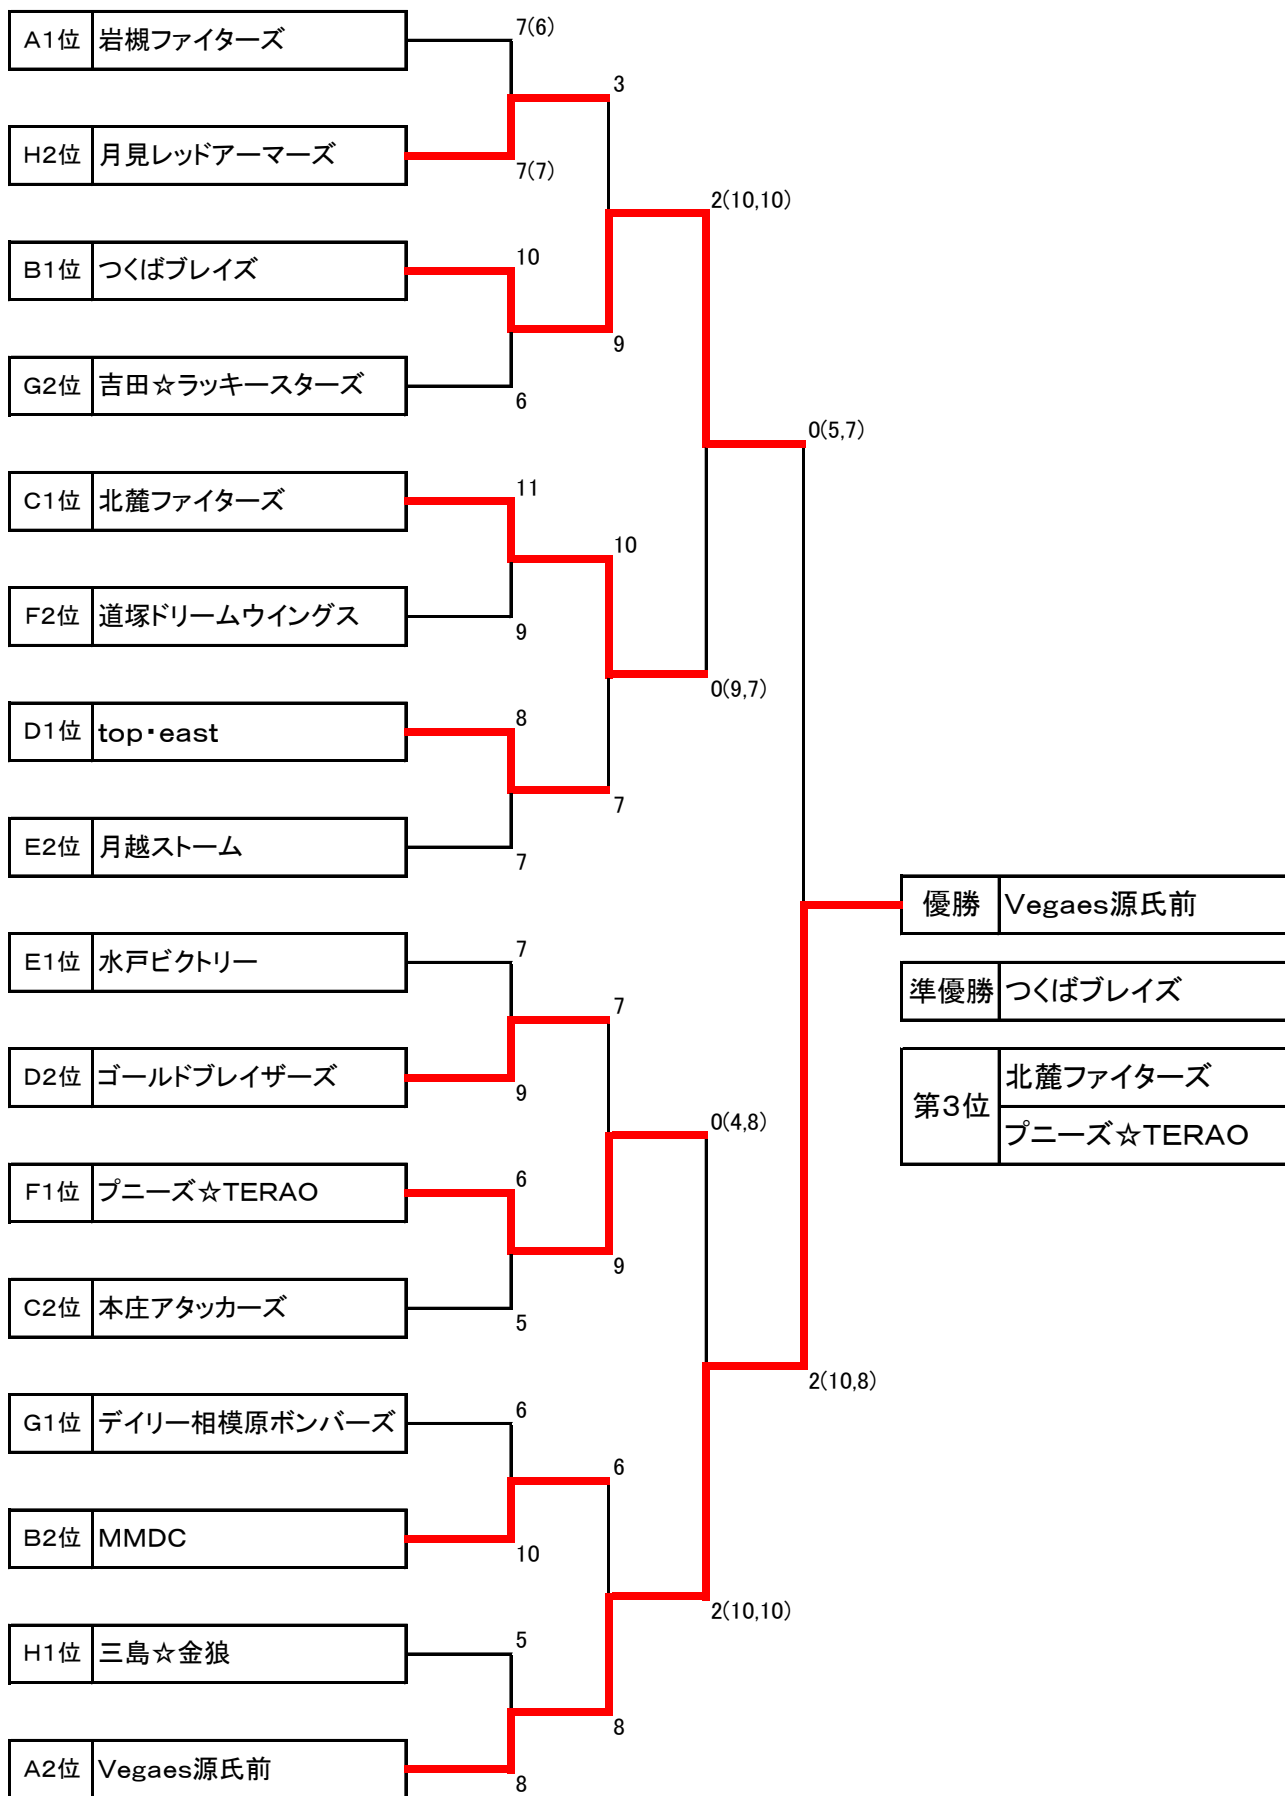 A1位 岩槻ファイターズ 7(6)
3
H2位 月見レッドアーマーズ 7(7)
2(10,10)
B1位 つくばブレイズ 10
9
G2位 吉田☆ラッキースターズ 6
0(5,7)
C1位 北麓ファイターズ 11
10
F2位 道塚ドリームウイングス 9
0(9,7)
D1位 top・east 8
7
E2位 月越ストーム 7
優勝 Vegaes源氏前
E1位 水戸ビクトリー 7
準優勝 つくばブレイズ
7
D2位 ゴールドブレイザーズ 9
第3位 北麓ファイターズ
プニーズ☆TERAO
0(4,8)
F1位 プニーズ☆TERAO 6
9
C2位 本庄アタッカーズ 5
2(10,8)
G1位 デイリー相模原ボンバーズ 6
6
B2位 MMDC 10
2(10,10)
H1位 三島☆金狼 5
8
A2位 Vegaes源氏前 8